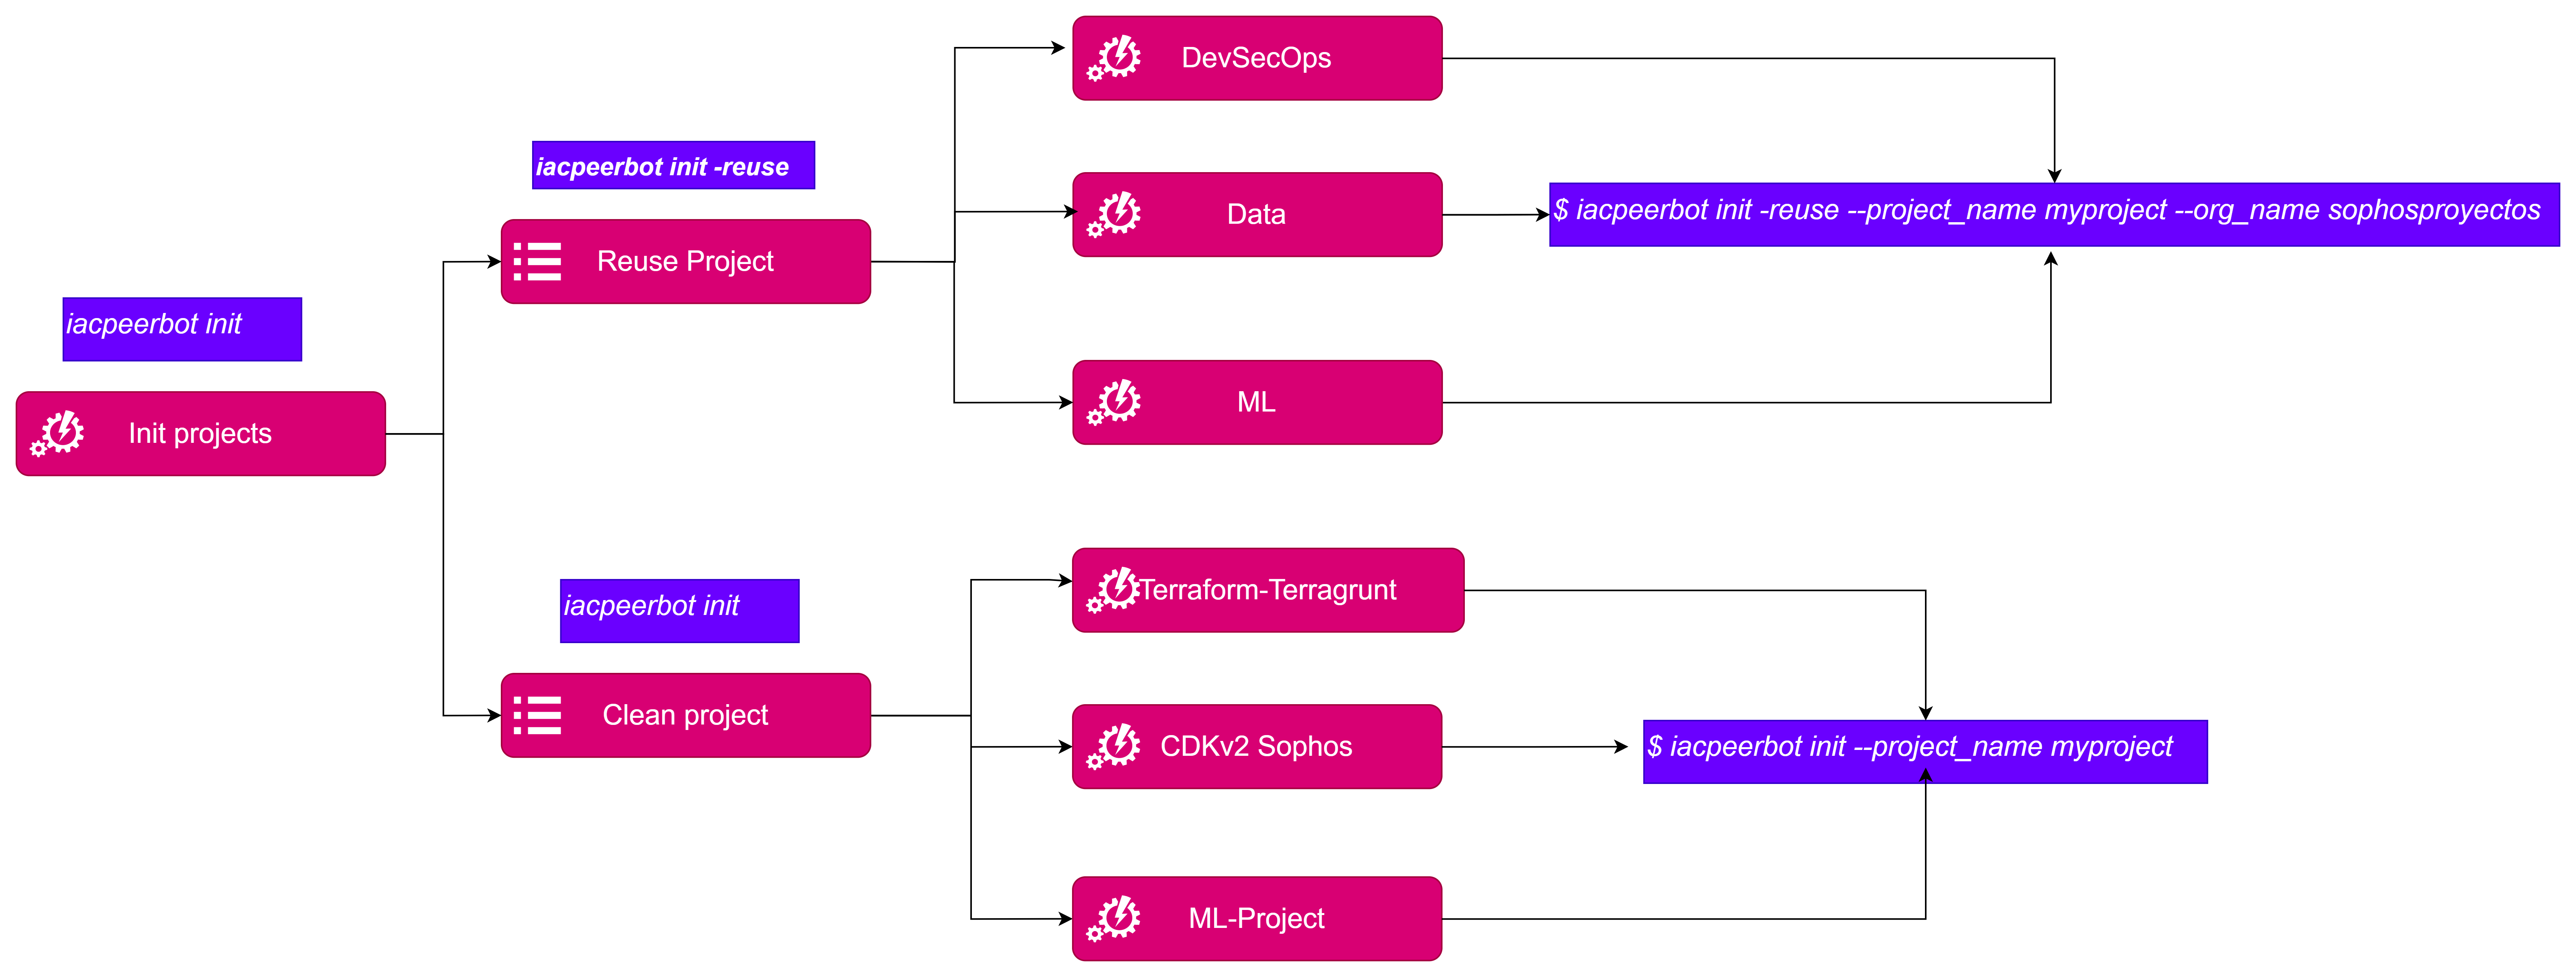 DevSecOps
iacpeerbot init -reuse
Data
$ iacpeerbot init -reuse --project_name myproject --org_name sophosproyectos
Reuse Project
iacpeerbot init
ML
Init projects
Terraform-Terragrunt
iacpeerbot init
Clean project
CDKv2 Sophos
$ iacpeerbot init --project_name myproject
ML-Project